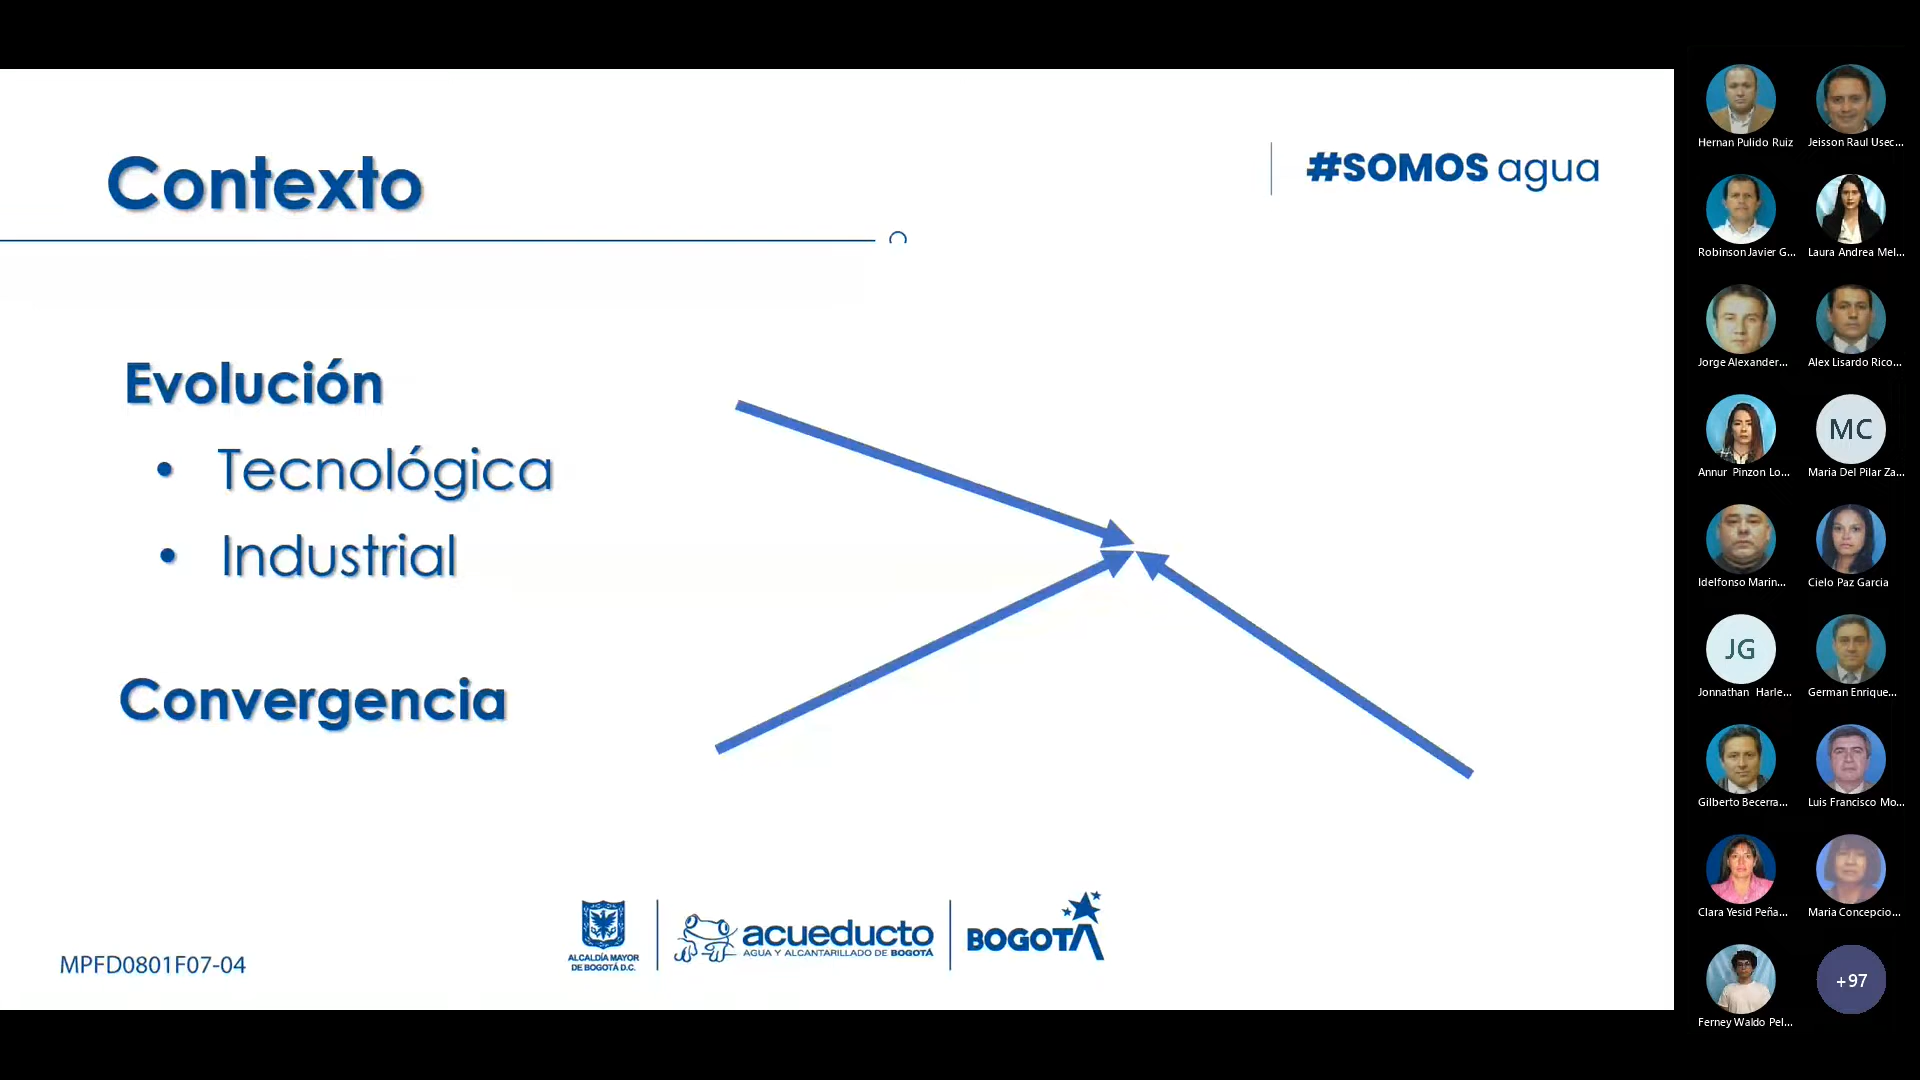 Contexto
#SOMOS agua
Evolución
• Tecnológica
• Industrial
Convergencia
MPFD0801F07-04
ALCALDÍA MAYOR
DE BOGOTÁ D.C.
acueducto
AGUA Y ALCANTARILLADO DE BOGOTÁ
BOGOTÁ
Hernan Pulido Ruiz
Jeisson Raul Usec...
Robinson Javier G...
Laura Andrea Mel...
Jorge Alexander...
Alex Lisardo Rico...
Annur Pinzon Lo...
MC
Maria Del Pilar Za...
Idelfonso Marin...
Cielo Paz Garcia
JG
Jonnathan Harle...
German Enrique...
Gilberto Becerra...
Luis Francisco Mo...
Clara Yesid Peña...
Maria Concepcio...
Ferney Waldo Pel...
+97